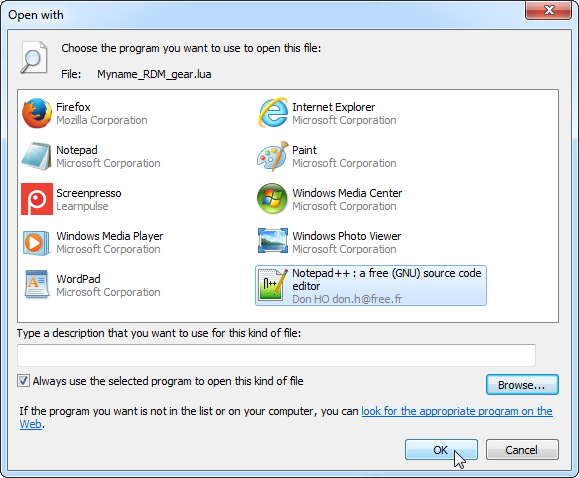 Open with
Choose the program you want to use to open this file:
File: Myname_RDM_gear.lua
Firefox
Mozilla Corporation
Internet Explorer
Microsoft Corporation
Notepad
Microsoft Corporation
Paint
Microsoft Corporation
Screenpresso
Learnpulse
Windows Media Center
Microsoft Corporation
Windows Media Player
Microsoft Corporation
Windows Photo Viewer
Microsoft Corporation
WordPad
Microsoft Corporation
Notepad++ : a free (GNU) source code
editor
Don HO don.h@free.fr
Type a description that you want to use for this kind of file:
Always use the selected program to open this kind of file
Browse...
If the program you want is not in the list or on your computer, you can look for the appropriate program on the
Web.
OK
Cancel